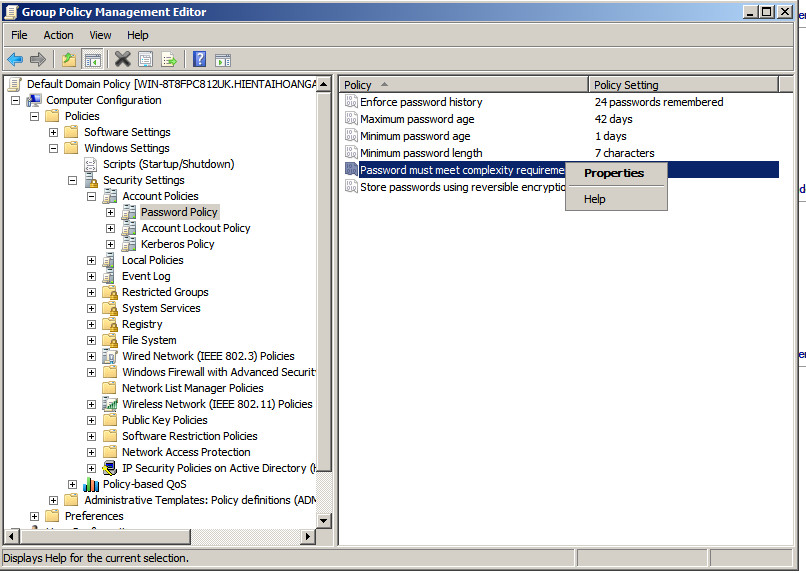 Group Policy Management Editor
File Action View Help
Default Domain Policy [WIN-8T8FPC812UK.HIENTAIHOANGA
Computer Configuration
Policies
Software Settings
Windows Settings
Scripts (Startup/Shutdown)
Security Settings
Account Policies
Password Policy
Account Lockout Policy
Kerberos Policy
Local Policies
Event Log
Restricted Groups
System Services
Registry
File System
Wired Network (IEEE 802.3) Policies
Windows Firewall with Advanced Securit
Network List Manager Policies
Wireless Network (IEEE 802.11) Policies
Public Key Policies
Software Restriction Policies
Network Access Protection
IP Security Policies on Active Directory (
Policy-based QoS
Administrative Templates: Policy definitions (ADM
Preferences
Policy Policy Setting
Enforce password history 24 passwords remembered
Maximum password age 42 days
Minimum password age 1 days
Minimum password length 7 characters
Password must meet complexity requireme
Store passwords using reversible encryptio
Properties
Help
Displays Help for the current selection.